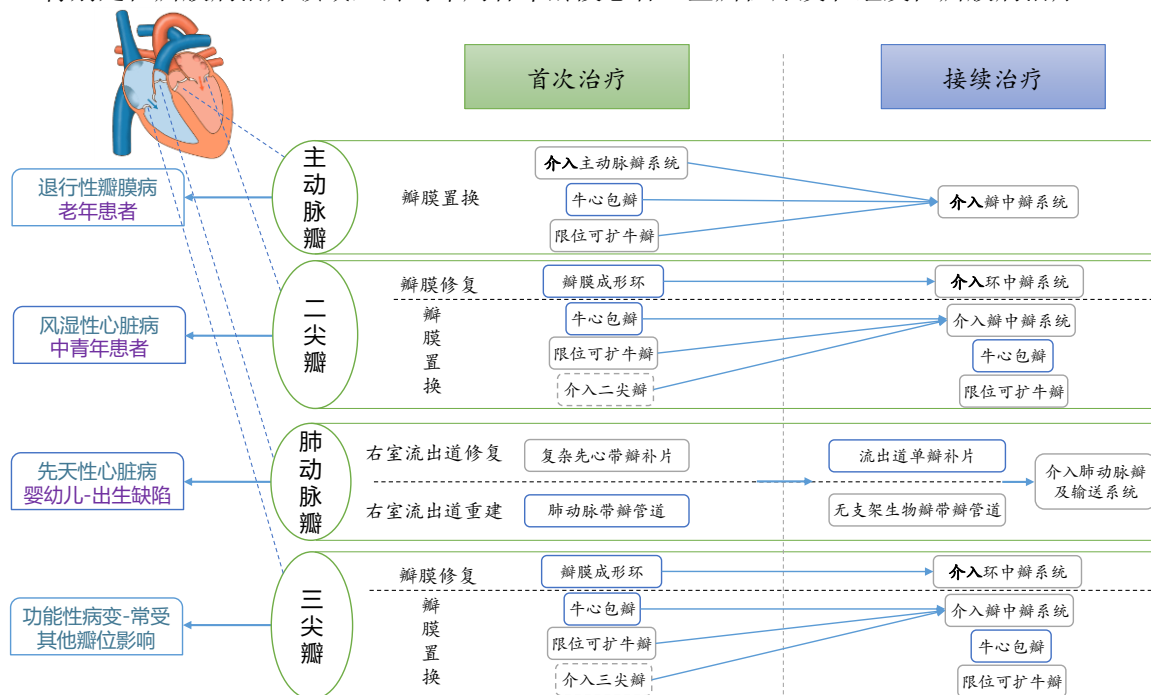 首次治疗
接续治疗
退行性瓣膜病
老年患者
主动脉瓣
瓣膜置换
介入主动脉瓣系统
牛心包瓣
限位可扩牛瓣
介入瓣中瓣系统
风湿性心脏病
中青年患者
二尖瓣
瓣膜修复
瓣膜成形环
介入环中瓣系统
瓣膜置换
牛心包瓣
限位可扩牛瓣
介入二尖瓣
介入瓣中瓣系统
牛心包瓣
限位可扩牛瓣
先天性心脏病
婴幼儿-出生缺陷
肺动脉瓣
右室流出道修复
复杂先心带瓣补片
流出道单瓣补片
右室流出道重建
肺动脉带瓣管道
无支架生物瓣带瓣管道
介入肺动脉瓣
及输送系统
功能性病变-常受
其他瓣位影响
三尖瓣
瓣膜修复
瓣膜成形环
介入环中瓣系统
瓣膜置换
牛心包瓣
限位可扩牛瓣
介入三尖瓣
介入瓣中瓣系统
牛心包瓣
限位可扩牛瓣